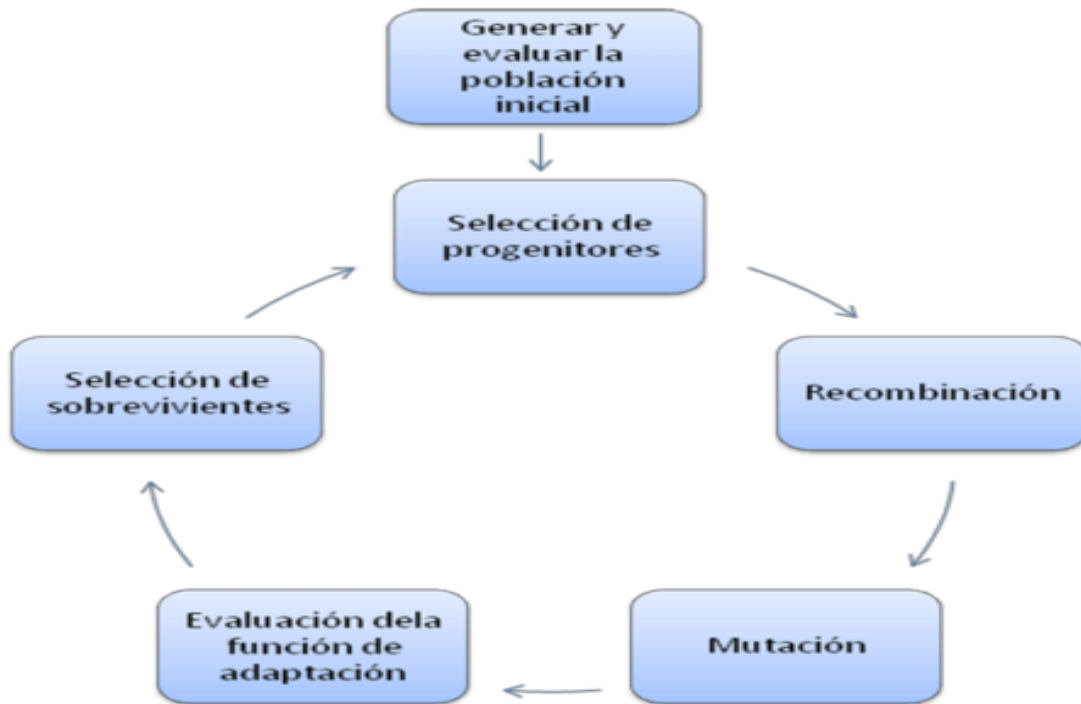 Generar y
evaluar la
población
inicial
Selección de
progenitores
Recombinación
Mutación
Evaluación dela
función de
adaptación
Selección de
sobrevivientes